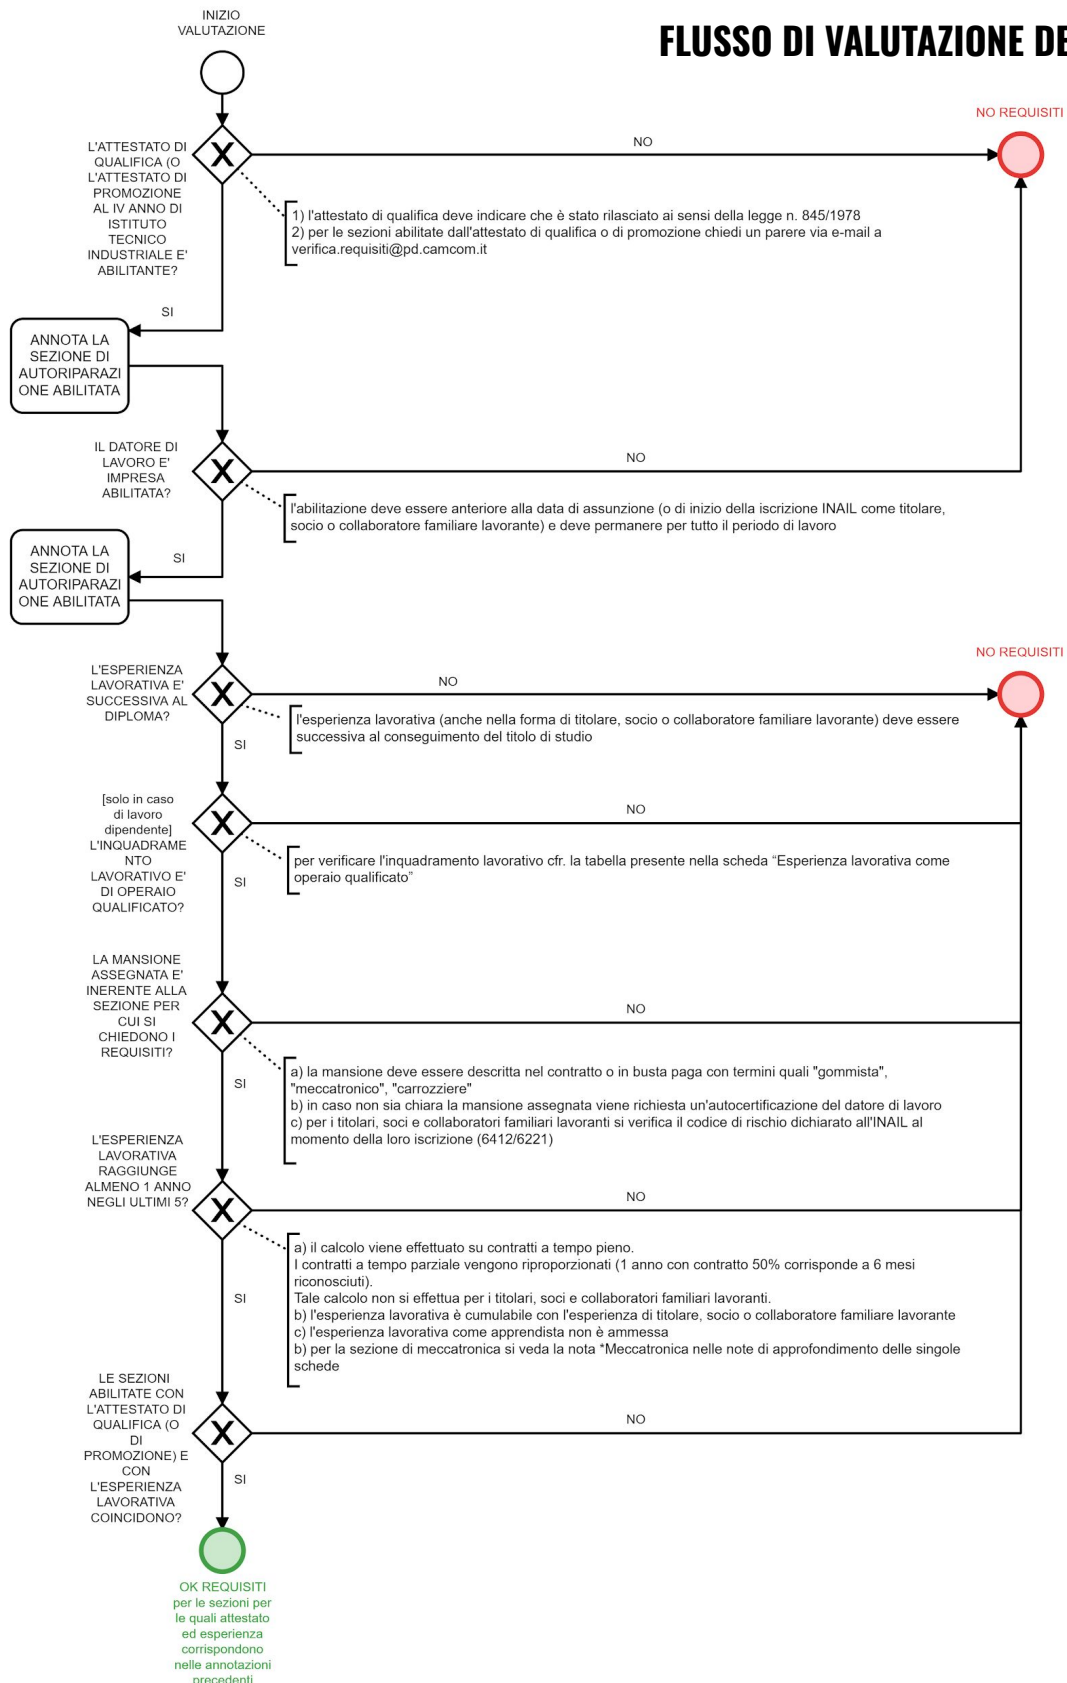 INIZIO
VALUTAZIONE
FLUSSO DI VALUTAZIONE DE
NO REQUISITI
L'ATTESTATO DI
QUALIFICA (O
L'ATTESTATO DI
PROMOZIONE
AL IV ANNO DI
ISTITUTO
TECNICO
INDUSTRIALE E'
ABILITANTE?
X
NO
1) l'attestato di qualifica deve indicare che è stato rilasciato ai sensi della legge n. 845/1978
2) per le sezioni abilitate dall'attestato di qualifica o di promozione chiedi un parere via e-mail a
verifica.requisiti@pd.camcom.it
SI
ANNOTA LA
SEZIONE DI
AUTORIPARAZI
ONE ABILITATA
IL DATORE DI
LAVORO E'
IMPRESA
ABILITATA?
X
NO
l'abilitazione deve essere anteriore alla data di assunzione (o di inizio della iscrizione INAIL come titolare,
socio o collaboratore familiare lavorante) e deve permanere per tutto il periodo di lavoro
SI
ANNOTA LA
SEZIONE DI
AUTORIPARAZI
ONE ABILITATA
NO REQUISITI
L'ESPERIENZA
LAVORATIVA E'
SUCCESSIVA AL
DIPLOMA?
X
NO
l'esperienza lavorativa (anche nella forma di titolare, socio o collaboratore familiare lavorante) deve essere
successiva al conseguimento del titolo di studio
SI
[solo in caso
di lavoro
dipendente]
L'INQUADRAME
NTO
LAVORATIVO E'
DI OPERAIO
QUALIFICATO?
X
NO
per verificare l'inquadramento lavorativo cfr. la tabella presente nella scheda “Esperienza lavorativa come
operaio qualificato”
SI
LA MANSIONE
ASSEGNATA E'
INERENTE ALLA
SEZIONE PER
CUI SI
CHIEDONO I
REQUISITI?
X
NO
a) la mansione deve essere descritta nel contratto o in busta paga con termini quali "gommista",
"meccatronico", "carrozziere"
b) in caso non sia chiara la mansione assegnata viene richiesta un'autocertificazione del datore di lavoro
c) per i titolari, soci e collaboratori familiari lavoranti si verifica il codice di rischio dichiarato all'INAIL al
momento della loro iscrizione (6412/6221)
SI
L'ESPERIENZA
LAVORATIVA
RAGGIUNGE
ALMENO 1 ANNO
NEGLI ULTIMI 5?
X
NO
a) il calcolo viene effettuato su contratti a tempo pieno.
I contratti a tempo parziale vengono riproporzionati (1 anno con contratto 50% corrisponde a 6 mesi
riconosciuti).
Tale calcolo non si effettua per i titolari, soci e collaboratori familiari lavoranti.
b) l'esperienza lavorativa è cumulabile con l'esperienza di titolare, socio o collaboratore familiare lavorante
c) l'esperienza lavorativa come apprendista non è ammessa
b) per la sezione di meccatronica si veda la nota *Meccatronica nelle note di approfondimento delle singole
schede
SI
LE SEZIONI
ABILITATE CON
L'ATTESTATO DI
QUALIFICA (O
DI
PROMOZIONE) E
CON
L'ESPERIENZA
LAVORATIVA
COINCIDONO?
X
NO
SI
OK REQUISITI
per le sezioni per
le quali attestato
ed esperienza
corrispondono
nelle annotazioni
precedenti